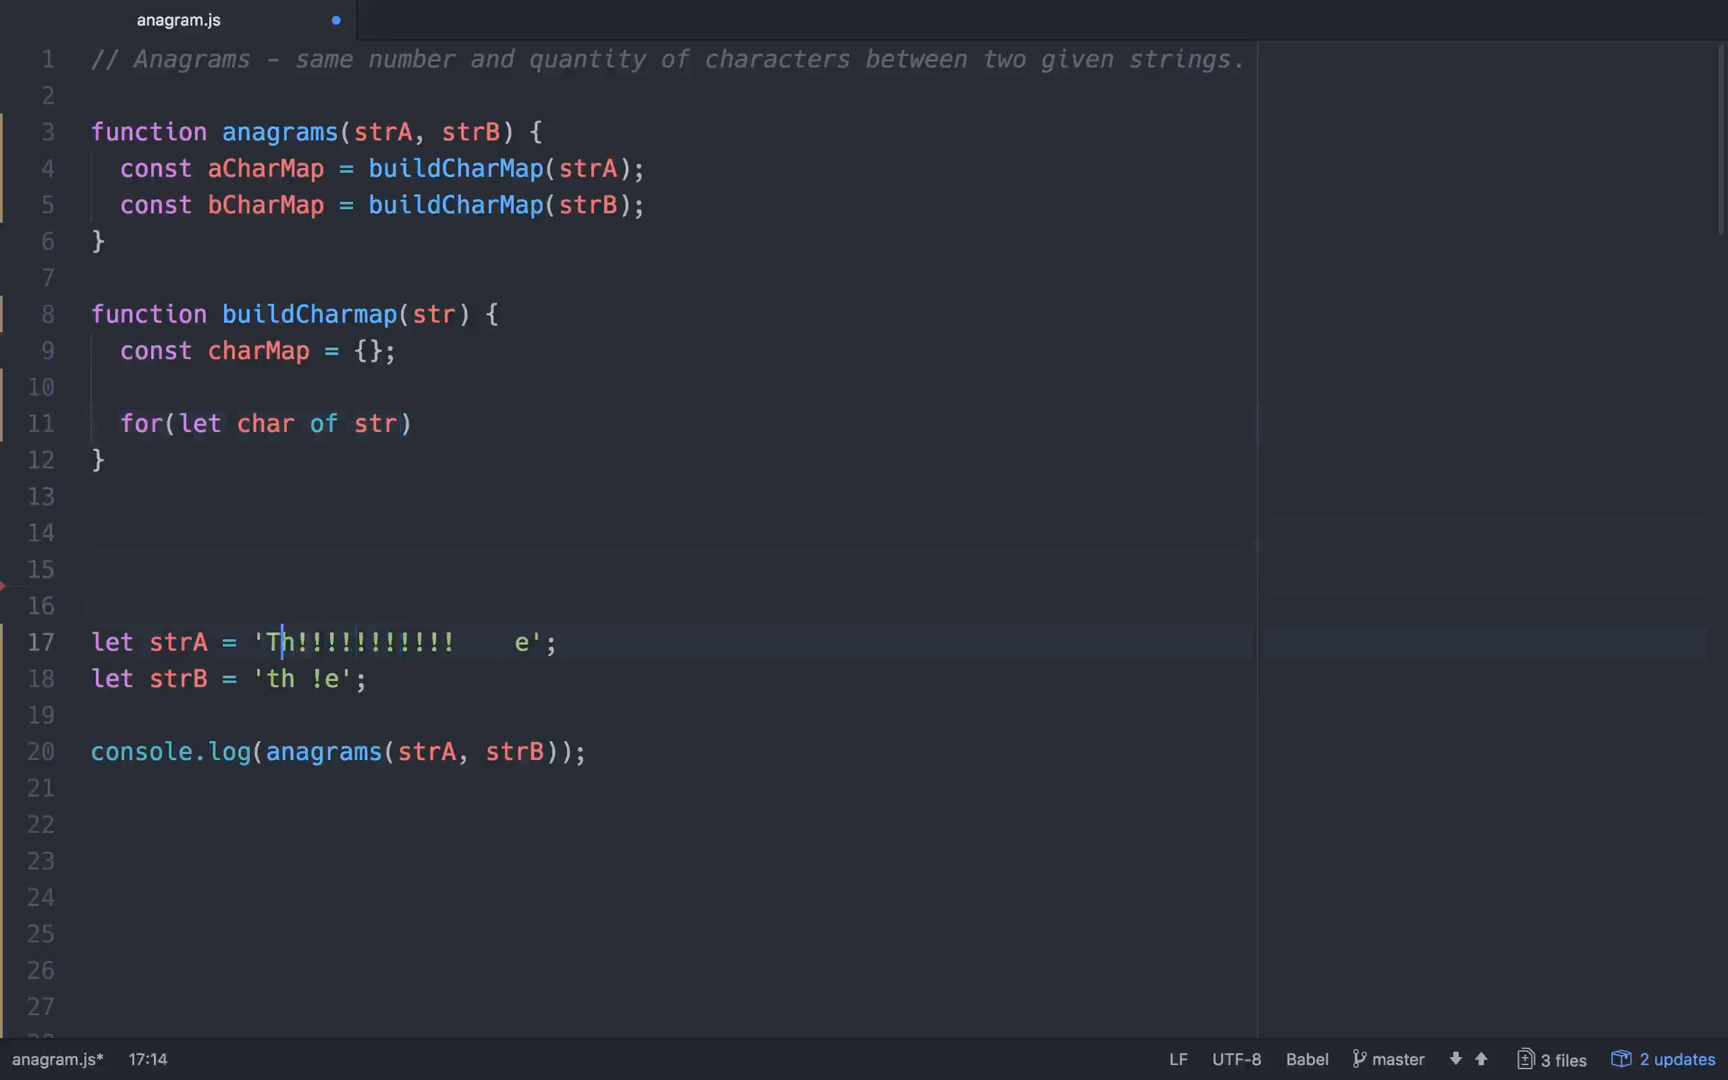 anagram.js
1 // Anagrams - same number and quantity of characters between two given strings.
2
3 function anagrams(strA, strB) {
4   const aCharMap = buildCharMap(strA);
5   const bCharMap = buildCharMap(strB);
6 }
7
8 function buildCharmap(str) {
9   const charMap = {};
10
11   for(let char of str)
12 }
13
14
15
16
17 let strA = 'Th!!!!!!!!!!!    e';
18 let strB = 'th !e';
19
20 console.log(anagrams(strA, strB));
21
22
23
24
25
26
27
anagram.js* 17:14 LF UTF-8 Babel master 3 files 2 updates